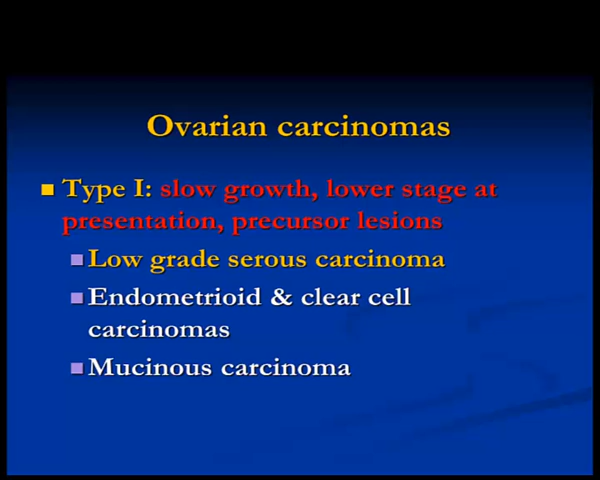 Ovarian carcinomas
Type I: slow growth, lower stage at
presentation, precursor lesions
Low grade serous carcinoma
Endometrioid & clear cell
carcinomas
Mucinous carcinoma